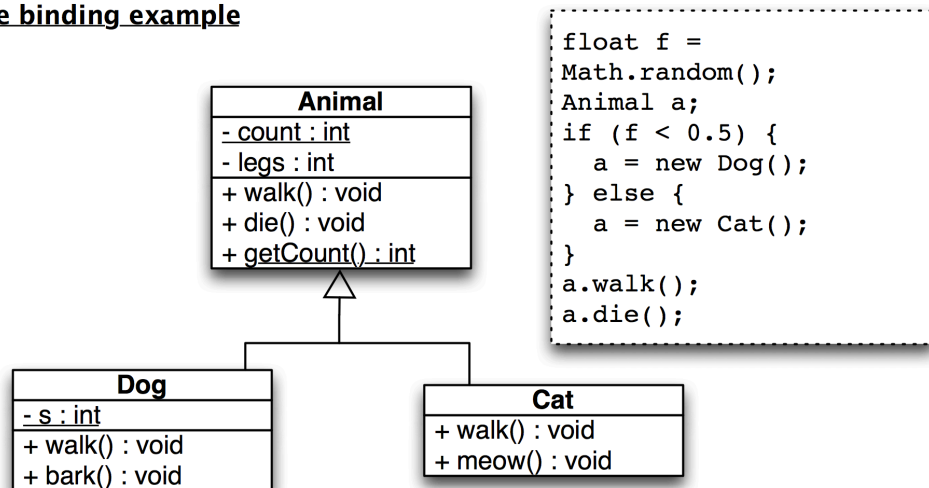 e binding example
Animal
- count : int
- legs : int
+ walk() : void
+ die() : void
+ getCount() : int
Dog
- s : int
+ walk() : void
+ bark() : void
Cat
+ walk() : void
+ meow() : void
float f =
Math.random();
Animal a;
if (f < 0.5) {
  a = new Dog();
} else {
  a = new Cat();
}
a.walk();
a.die();